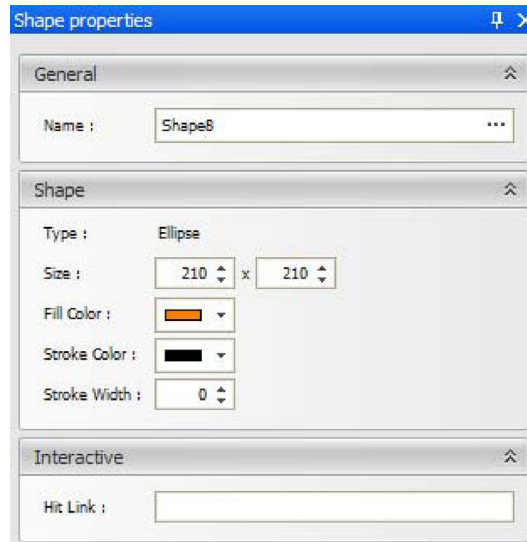 Shape properties
General
Name : Shape8 ...
Shape
Type : Ellipse
Size : 210 x 210
Fill Color :
Stroke Color :
Stroke Width : 0
Interactive
Hit Link :